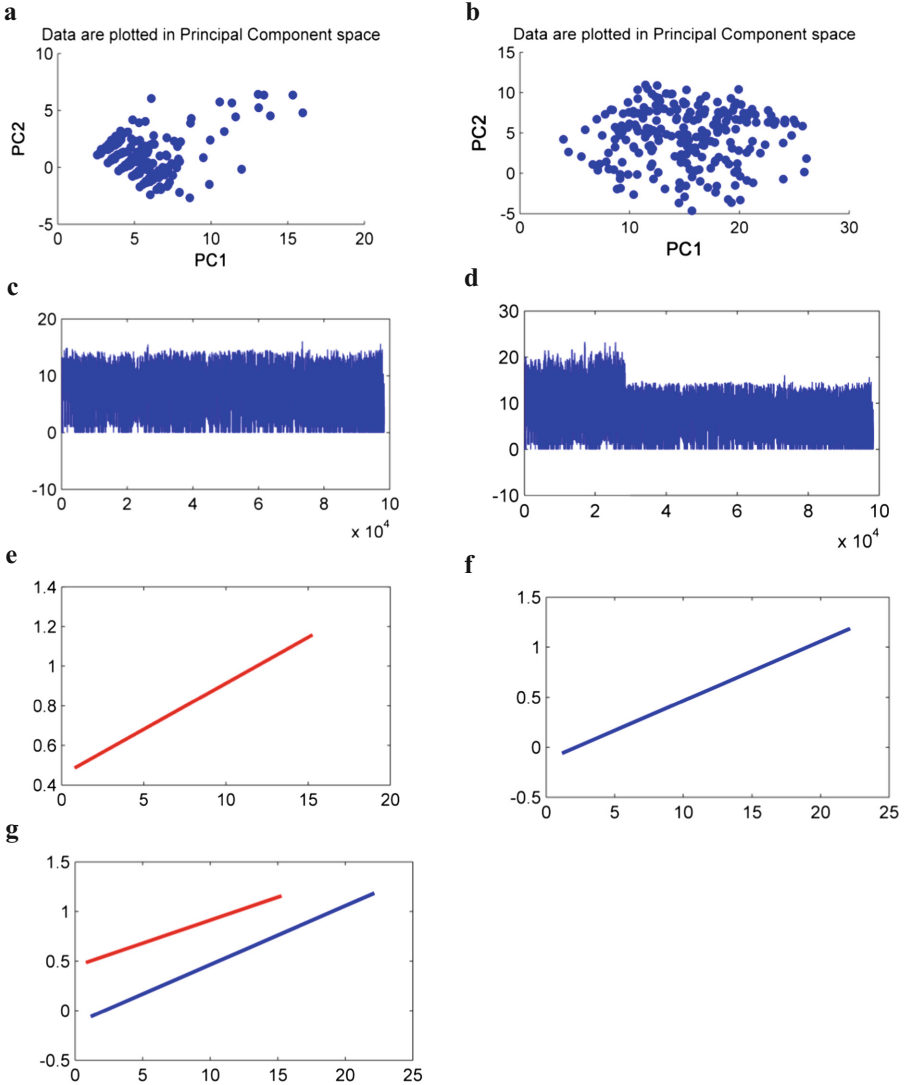 a
Data are plotted in Principal Component space
10
5
0
-5
PC2
0 5 10 15 20
PC1
b
Data are plotted in Principal Component space
15
10
5
0
-5
PC2
0 10 20 30
PC1
c
20
10
0
-10
0 2 4 6 8 10
x 10^4
d
30
20
10
0
-10
0 2 4 6 8 10
x 10^4
e
1.4
1.2
1
0.8
0.6
0.4
0 5 10 15 20
f
1.5
1
0.5
0
-0.5
0 5 10 15 20 25
g
1.5
1
0.5
0
-0.5
0 5 10 15 20 25